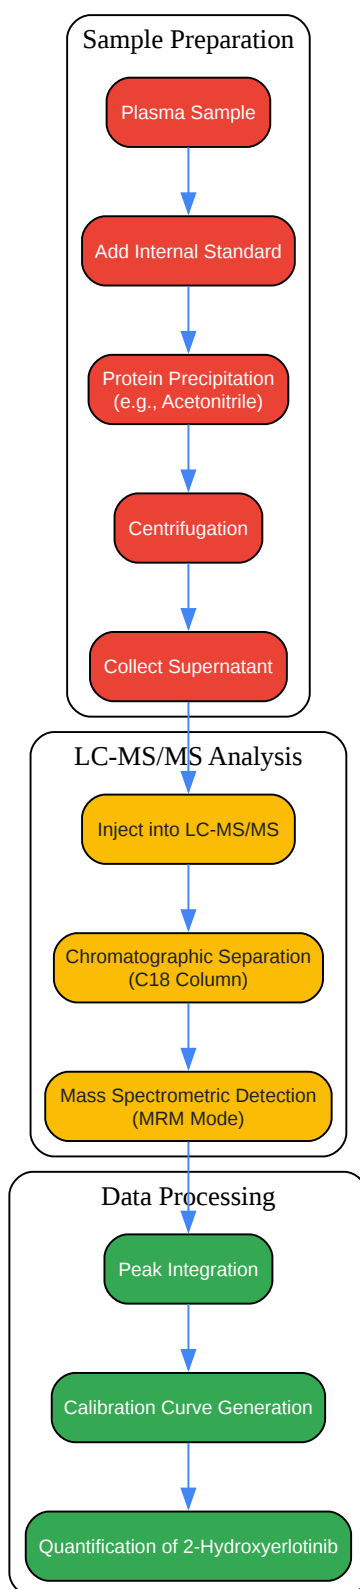 Sample Preparation
Plasma Sample
Add Internal Standard
Protein Precipitation
(e.g., Acetonitrile)
Centrifugation
Collect Supernatant
LC-MS/MS Analysis
Inject into LC-MS/MS
Chromatographic Separation
(C18 Column)
Mass Spectrometric Detection
(MRM Mode)
Data Processing
Peak Integration
Calibration Curve Generation
Quantification of 2-Hydroxyerlotinib